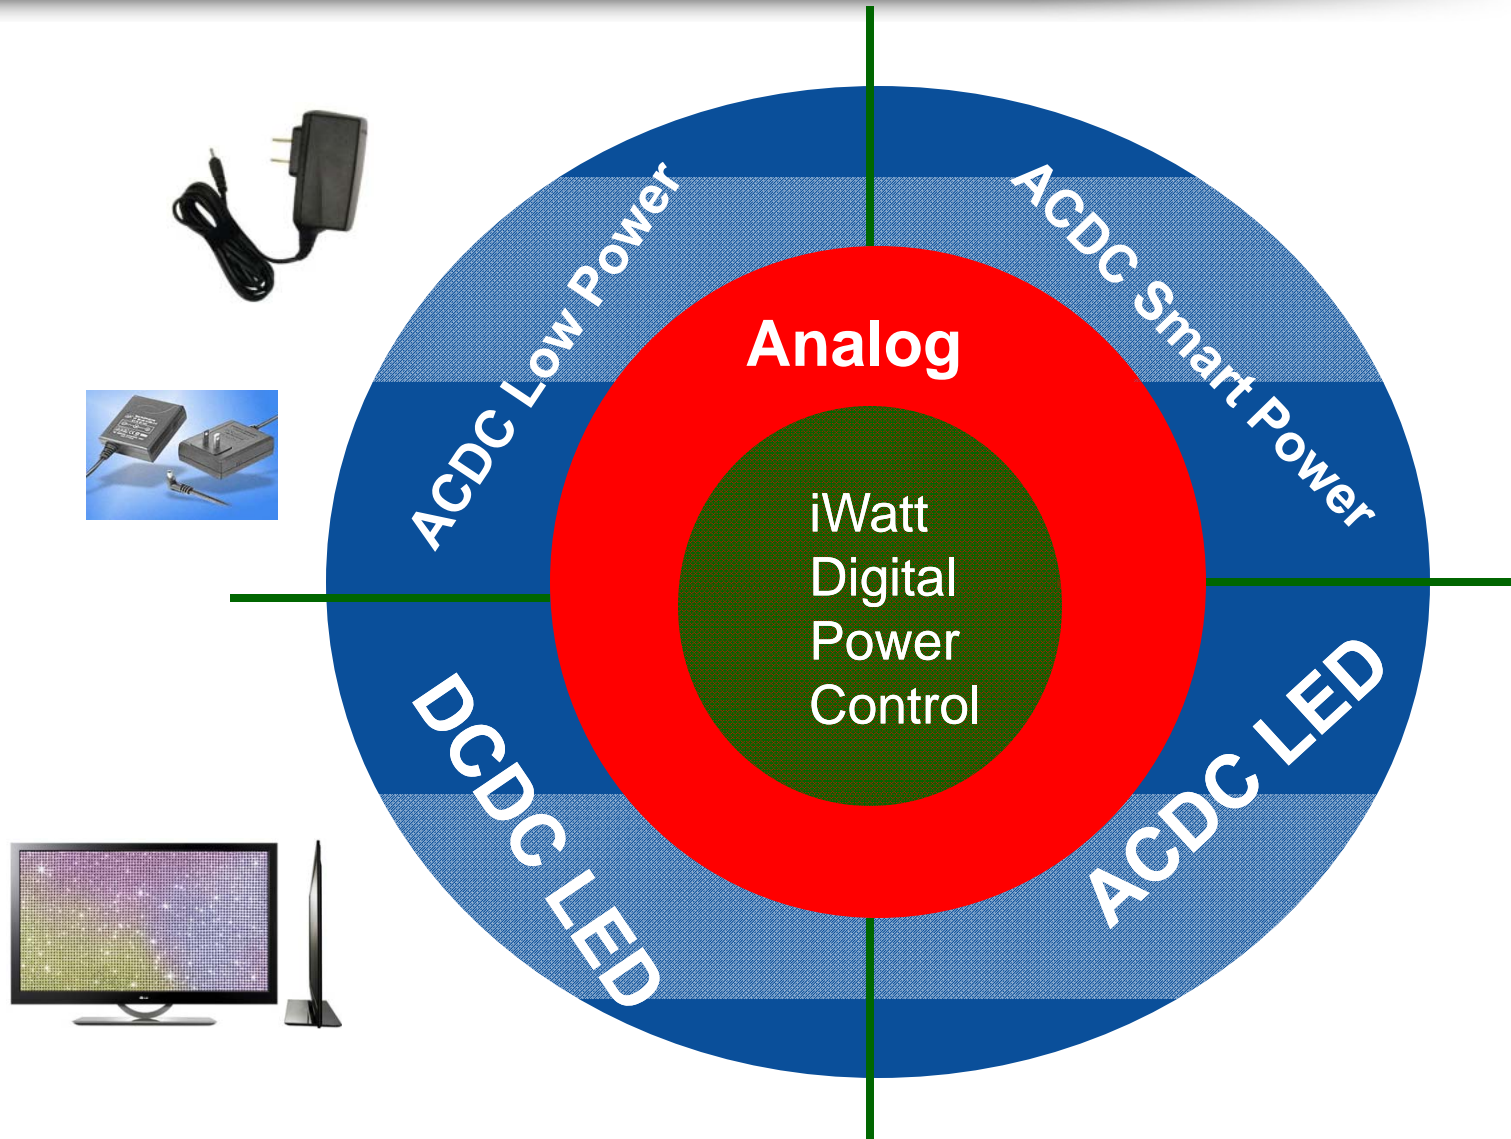 ACDC Low Power
ACDC Smart Power
Analog
iWatt
Digital
Power
Control
DCDC LED
ACDC LED